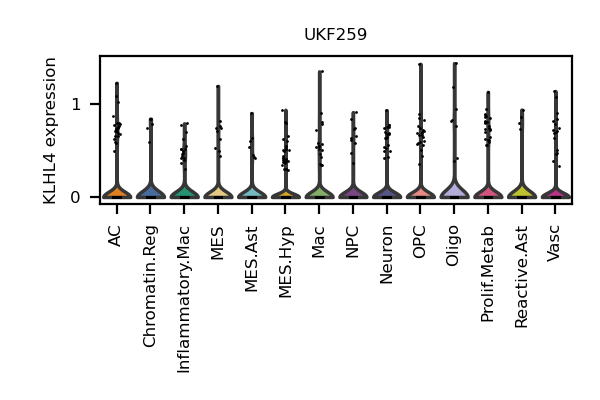 UKF259
KLHL4 expression
1
0
AC
Chromatin.Reg
Inflammatory.Mac
MES
MES.Ast
MES.Hyp
Mac
NPC
Neuron
OPC
Oligo
Prolif.Metab
Reactive.Ast
Vasc